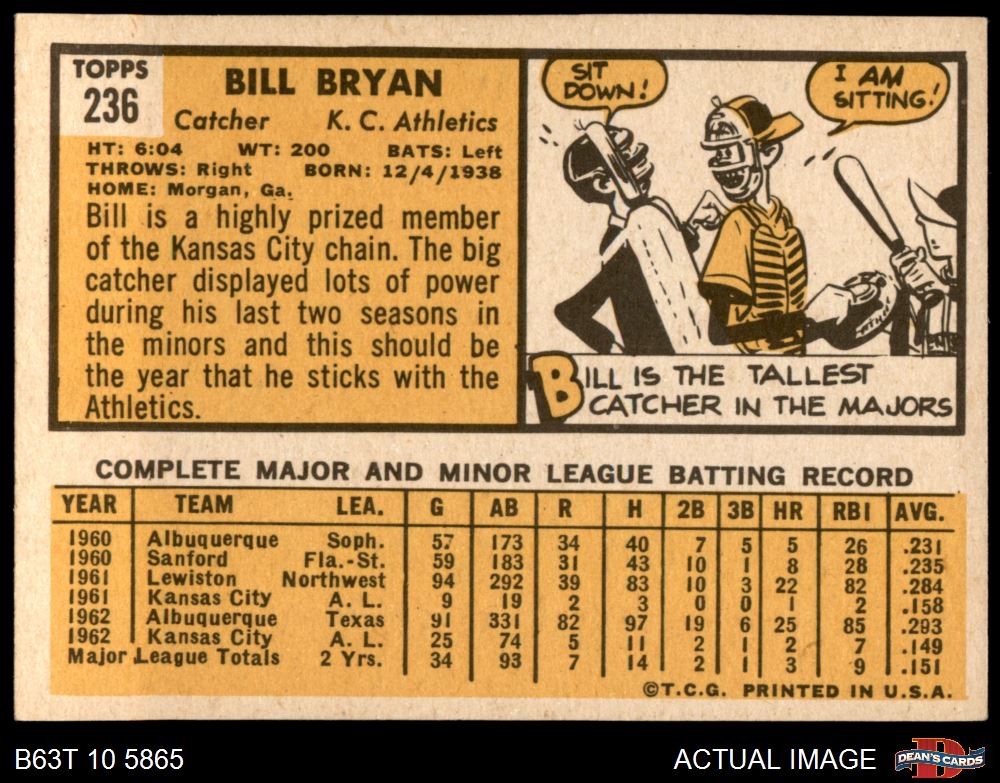 TOPPS
236
BILL BRYAN
Catcher K. C. Athletics
HT: 6:04 WT: 200 BATS: Left
THROWS: Right BORN: 12/4/1938
HOME: Morgan, Ga.
Bill is a highly prized member
of the Kansas City chain. The big
catcher displayed lots of power
during his last two seasons in
the minors and this should be
the year that he sticks with the
Athletics.
SIT
DOWN!
I AM
SITTING!
BILL IS THE TALLEST
CATCHER IN THE MAJORS
COMPLETE MAJOR AND MINOR LEAGUE BATTING RECORD
YEAR TEAM LEA. G AB R H 2B 3B HR RBI AVG.
1960 Albuquerque Soph. 57 173 34 40 7 5 5 26 .231
1960 Sanford Fla.-St. 59 183 31 43 10 1 8 28 .235
1961 Lewiston Northwest 94 292 39 83 10 3 22 82 .284
1961 Kansas City A. L. 9 19 2 3 0 0 1 2 .158
1962 Albuquerque Texas 91 331 82 97 19 6 25 85 .293
1962 Kansas City A. L. 25 74 5 11 2 1 2 7 .149
Major League Totals 2 Yrs. 34 93 7 14 2 1 3 9 .151
©T.C.G. PRINTED IN U.S.A.
B63T 10 5865
ACTUAL IMAGE
D
DEAN'S CARDS